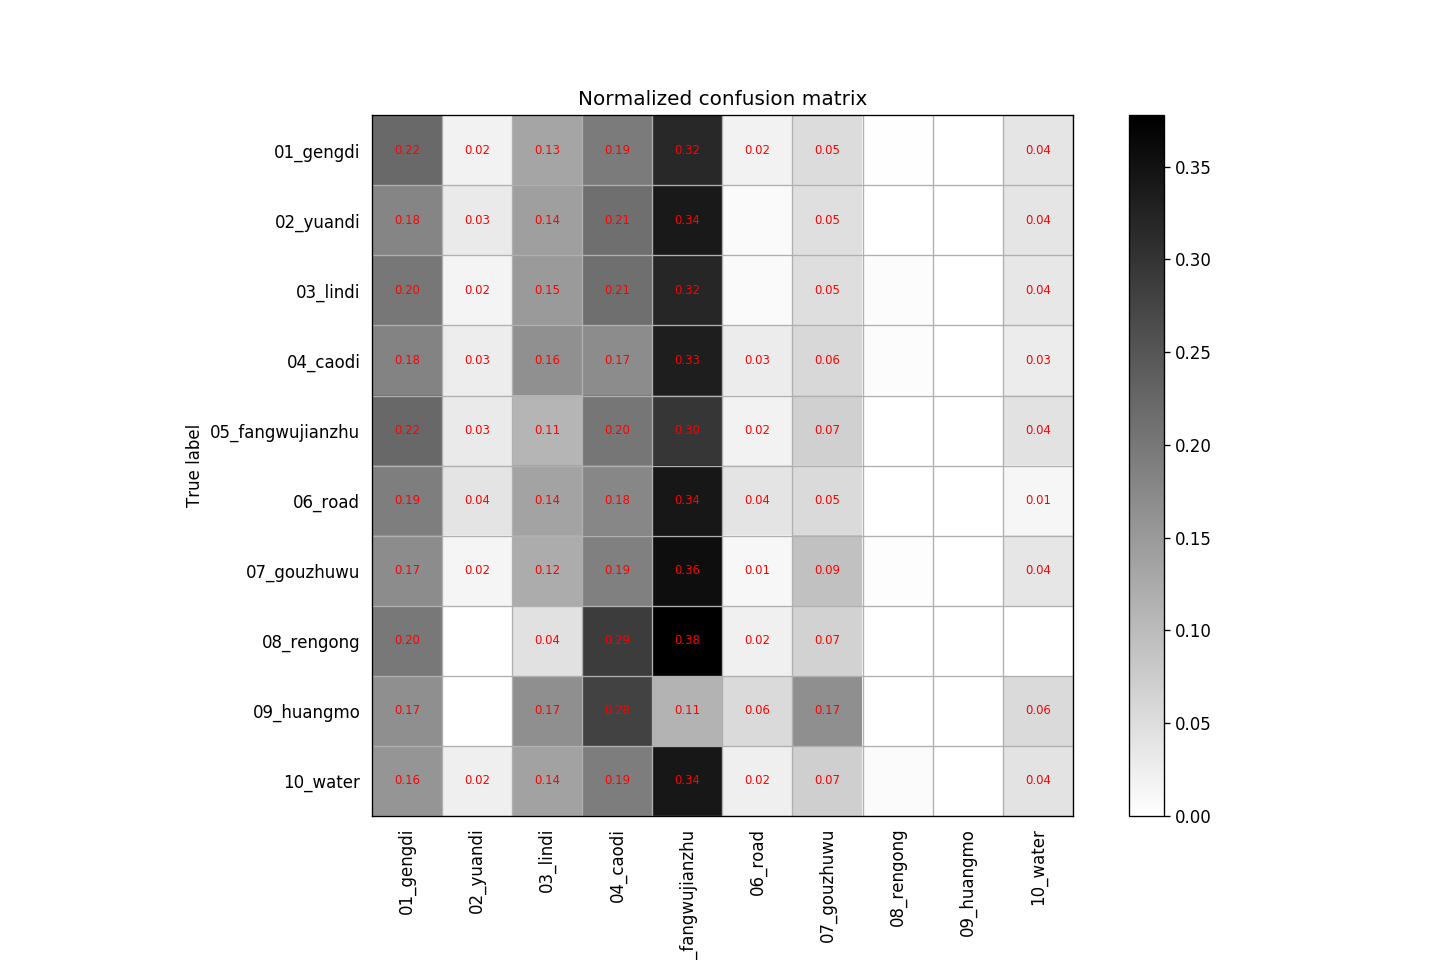 Normalized confusion matrix
01_gengdi 0.22 0.02 0.13 0.19 0.32 0.02 0.05 0.04
02_yuandi 0.18 0.03 0.14 0.21 0.34 0.05 0.04
03_lindi 0.20 0.02 0.15 0.21 0.32 0.05 0.04
04_caodi 0.18 0.03 0.16 0.17 0.33 0.03 0.06 0.03
05_fangwujianzhu 0.22 0.03 0.11 0.20 0.30 0.02 0.07 0.04
06_road 0.19 0.04 0.14 0.18 0.34 0.04 0.05 0.01
07_gouzhuwu 0.17 0.02 0.12 0.19 0.36 0.01 0.09 0.04
08_rengong 0.20 0.04 0.29 0.38 0.02 0.07
09_huangmo 0.17 0.17 0.28 0.11 0.06 0.17 0.06
10_water 0.16 0.02 0.14 0.19 0.34 0.02 0.07 0.04
True label
01_gengdi
02_yuandi
03_lindi
04_caodi
_fangwujianzhu
06_road
07_gouzhuwu
08_rengong
09_huangmo
10_water
0.35
0.30
0.25
0.20
0.15
0.10
0.05
0.00